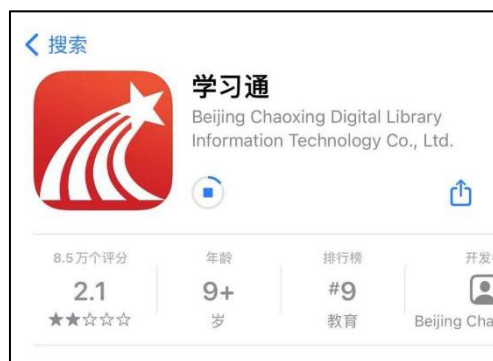 搜索
学习通
Beijing Chaoxing Digital Library
Information Technology Co., Ltd.
8.5万个评分
年龄
排行榜
开发
2.1
9+
#9
岁
教育
Beijing Cha